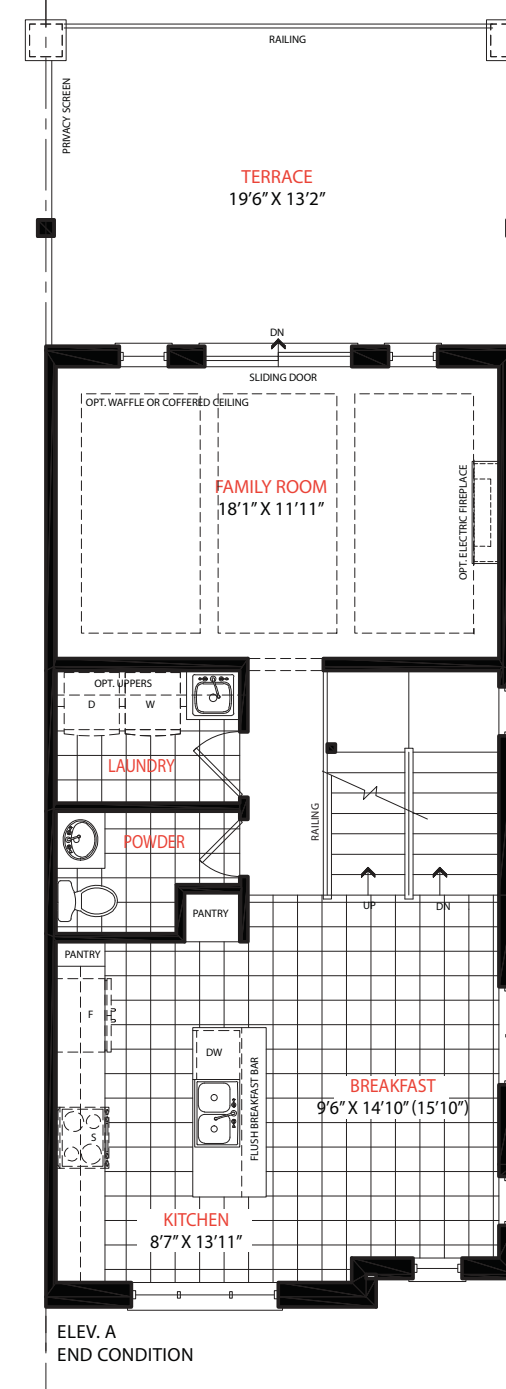 RAILING
PRIVACY SCREEN
TERRACE
19'6" X 13'2"
DN
SLIDING DOOR
OPT. WAFFLE OR COFFERED CEILING
FAMILY ROOM
18'1" X 11'11"
OPT. ELECTRIC FIREPLACE
OPT. UPPERS
D
W
LAUNDRY
RAILING
POWDER
UP
DN
PANTRY
PANTRY
F
DW
S
FLUSH BREAKFAST BAR
BREAKFAST
9'6" X 14'10" (15'10")
KITCHEN
8'7" X 13'11"
ELEV. A
END CONDITION